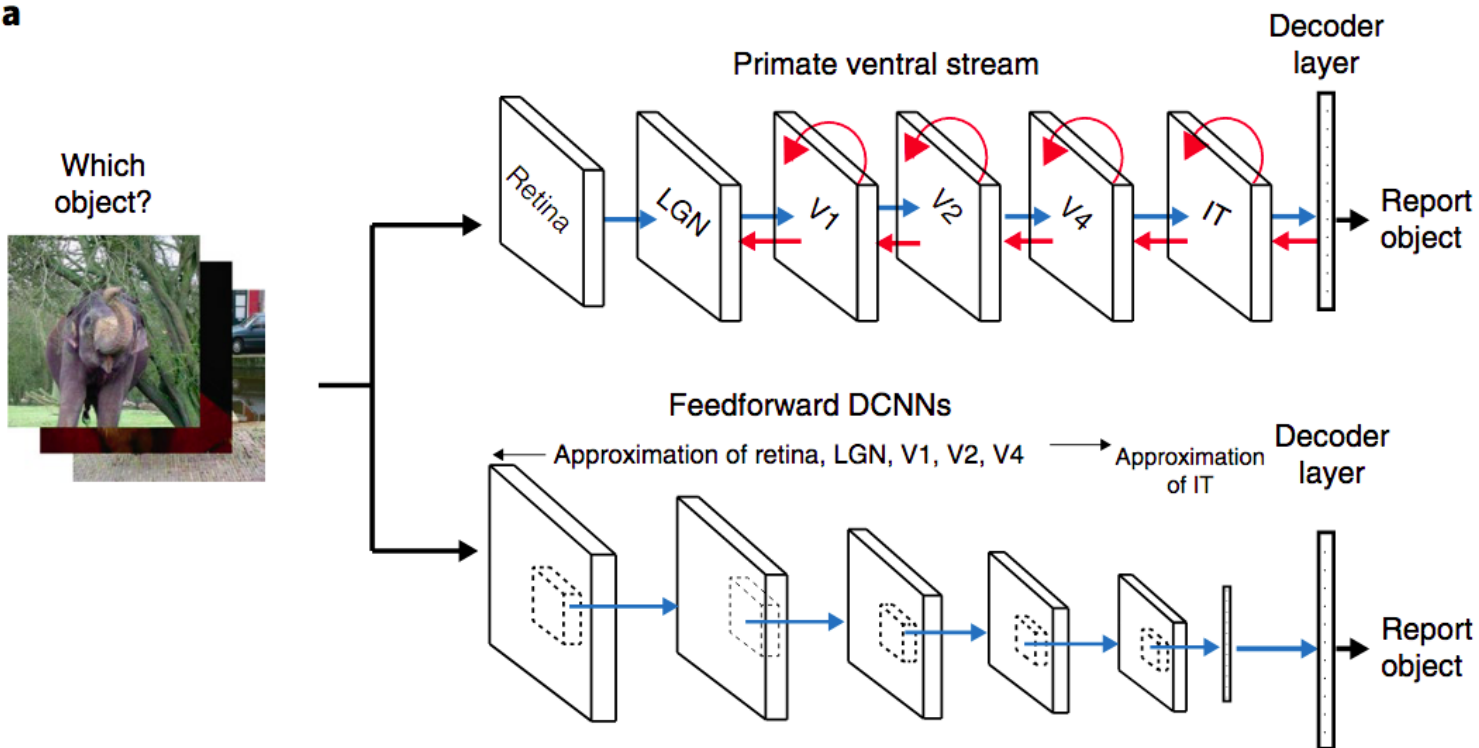 a
Which
object?
Primate ventral stream
Decoder
layer
Retina
LGN
V1
V2
V4
IT
Report
object
Feedforward DCNNs
Approximation of retina, LGN, V1, V2, V4
Approximation
of IT
Decoder
layer
Report
object